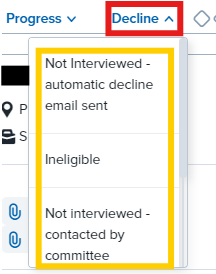 Progress Decline
Not Interviewed -
automatic decline
email sent
P
Ineligible
S
Not interviewed -
contacted by
committee